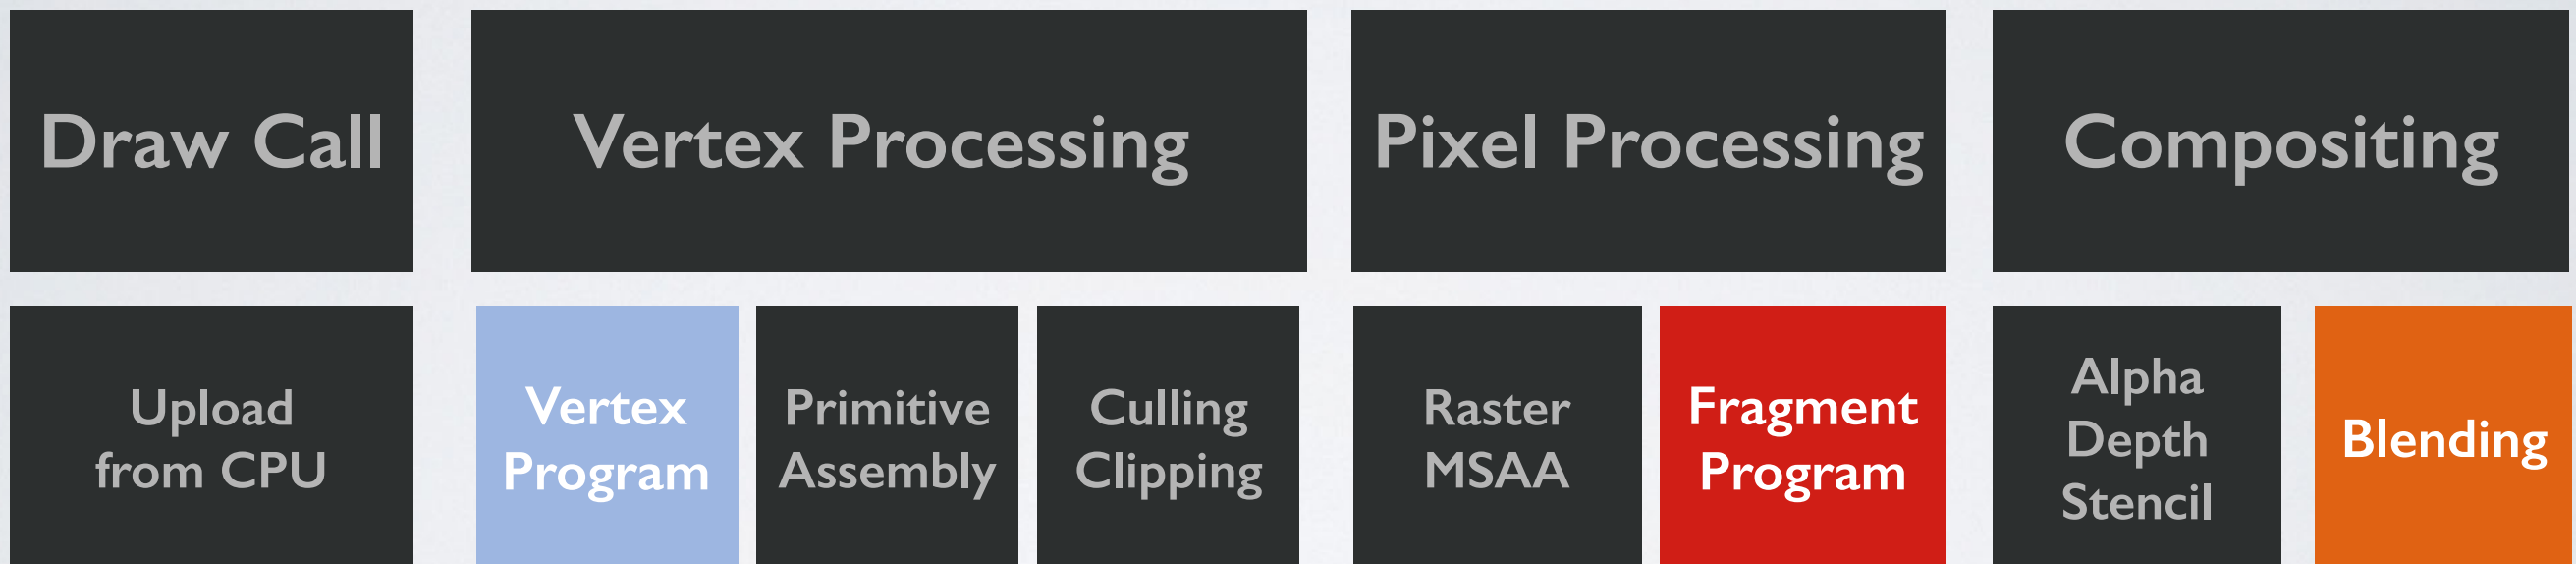 Draw Call
Vertex Processing
Pixel Processing
Compositing
Upload
from CPU
Vertex
Program
Primitive
Assembly
Culling
Clipping
Raster
MSAA
Fragment
Program
Alpha
Depth
Stencil
Blending